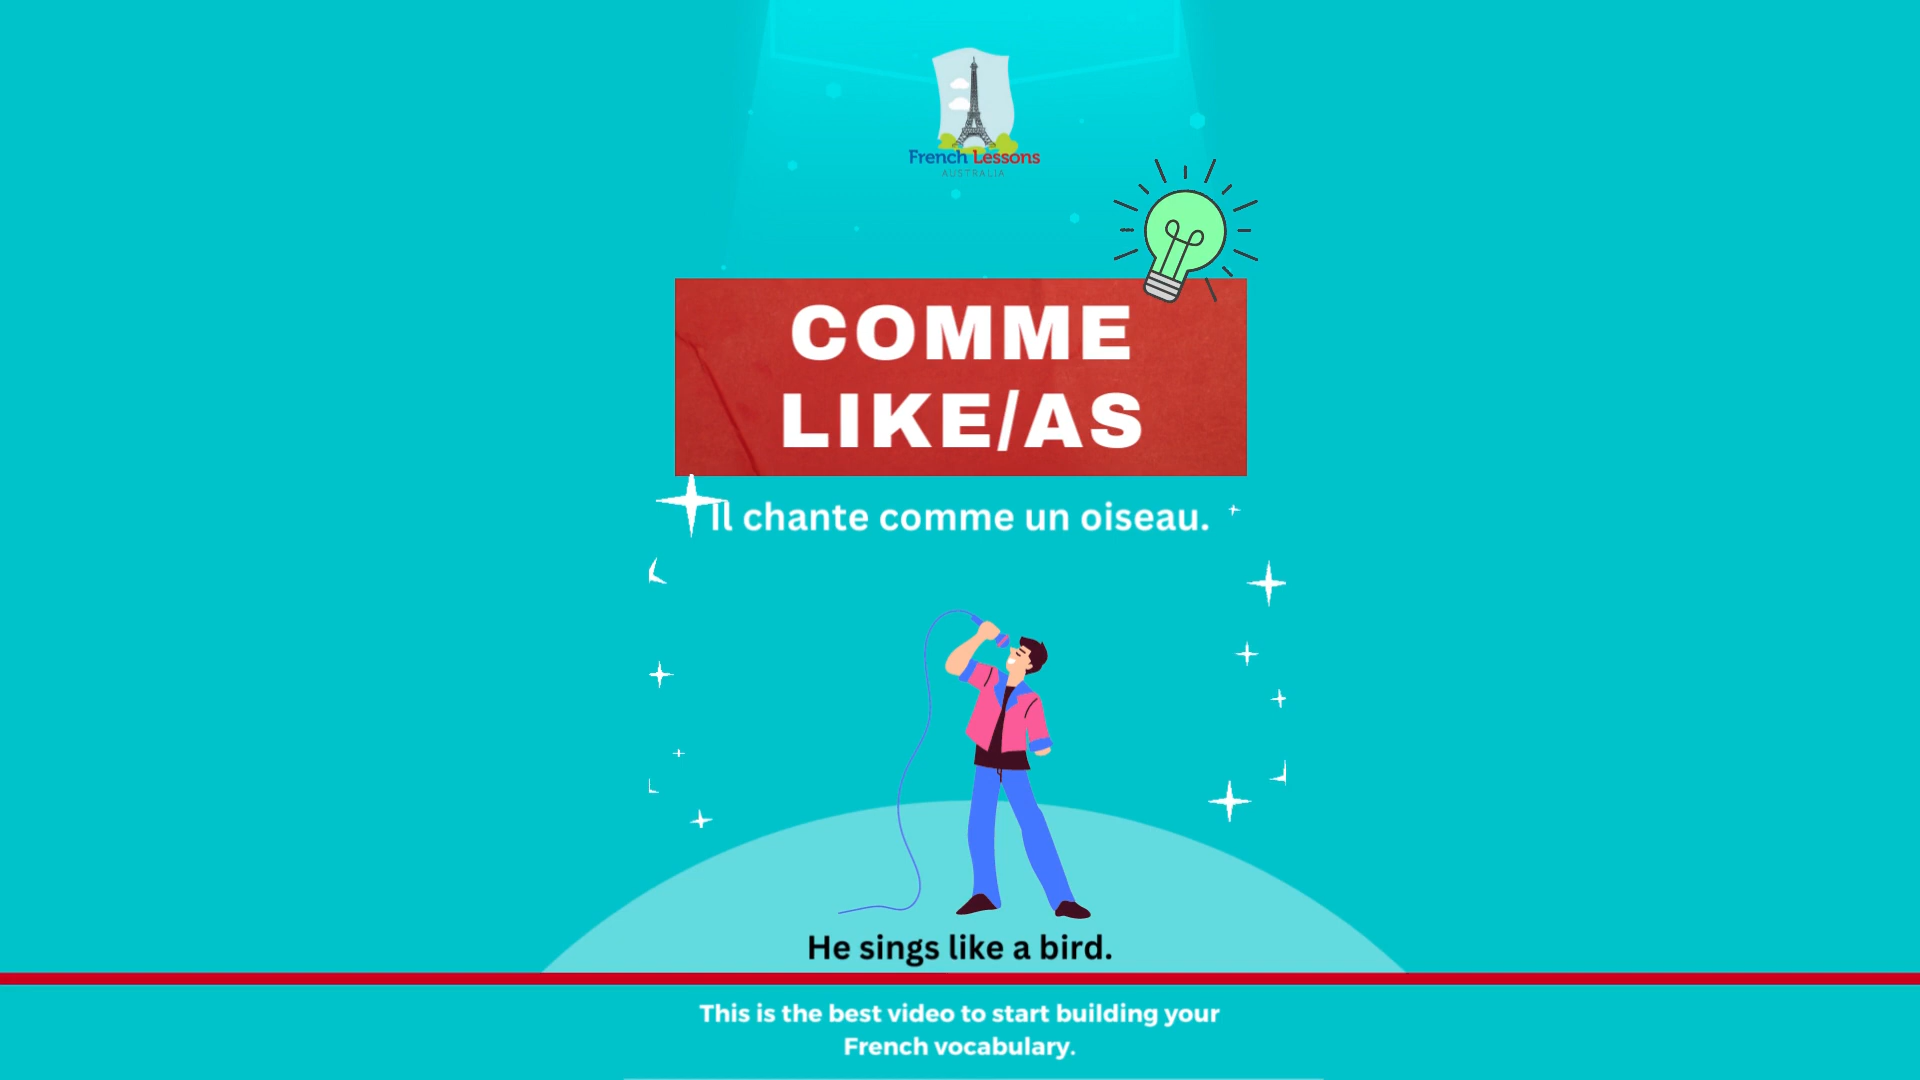 French Lessons
AUSTRALIA
COMME
LIKE/AS
Il chante comme un oiseau.
He sings like a bird.
This is the best video to start building your
French vocabulary.